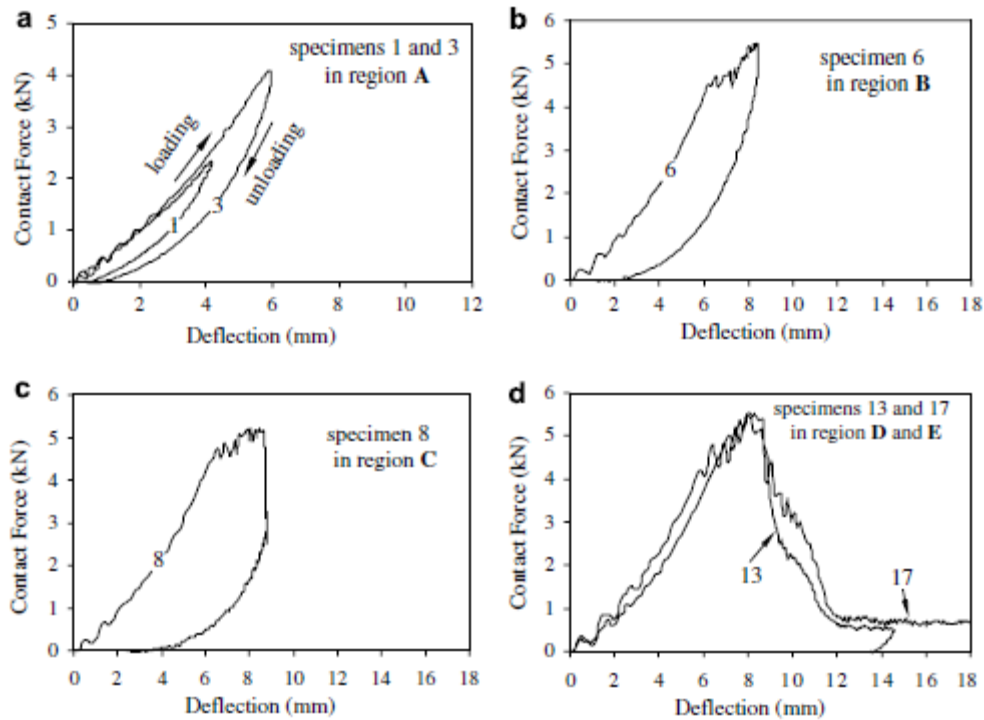 a
specimens 1 and 3
in region A
Contact Force (kN)
5
4
3
2
1
0
loading
unloading
1
3
0 2 4 6 8 10 12
Deflection (mm)
b
specimen 6
in region B
Contact Force (kN)
6
5
4
3
2
1
0
6
0 2 4 6 8 10 12 14 16 18
Deflection (mm)
c
specimen 8
in region C
Contact Force (kN)
6
5
4
3
2
1
0
8
0 2 4 6 8 10 12 14 16 18
Deflection (mm)
d
specimens 13 and 17
in region D and E
Contact Force (kN)
6
5
4
3
2
1
0
13
17
0 2 4 6 8 10 12 14 16 18
Deflection (mm)